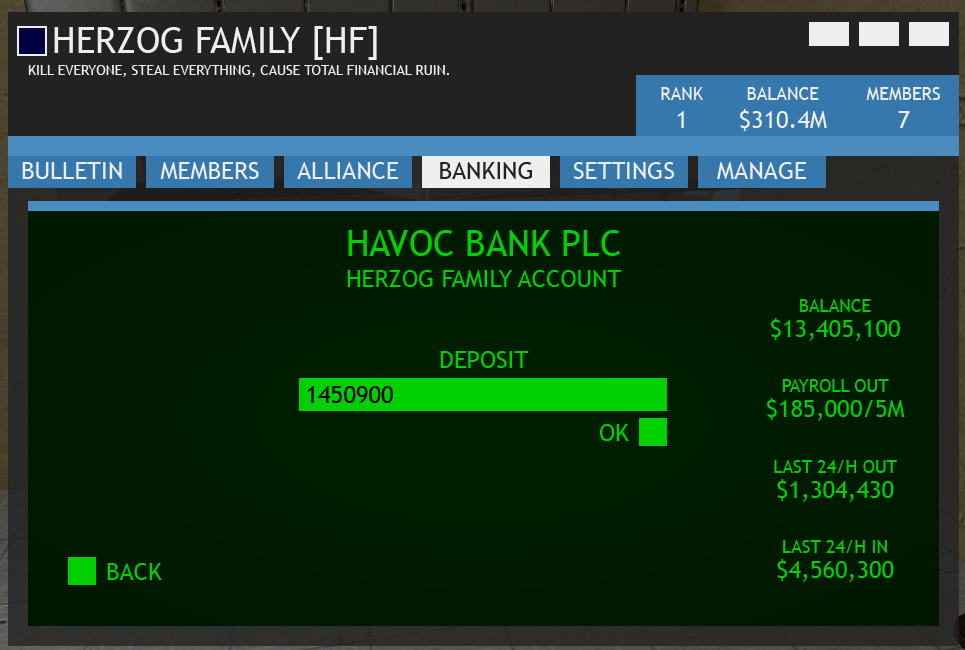 HERZOG FAMILY [HF]
KILL EVERYONE, STEAL EVERYTHING, CAUSE TOTAL FINANCIAL RUIN.
RANK BALANCE MEMBERS
1 $310.4M 7
BULLETIN MEMBERS ALLIANCE BANKING SETTINGS MANAGE
HAVOC BANK PLC
HERZOG FAMILY ACCOUNT
BALANCE
$13,405,100
DEPOSIT
1450900
OK
PAYROLL OUT
$185,000/5M
LAST 24/H OUT
$1,304,430
LAST 24/H IN
$4,560,300
BACK